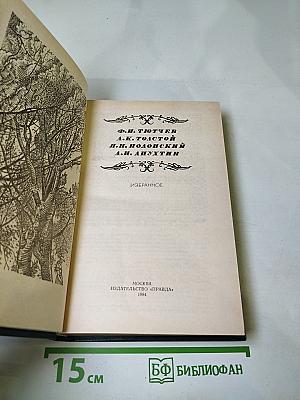 Ф.И. ТЮТЧЕВ
А.К. ТОЛСТОЙ
Я.П. ПОЛОНСКИЙ
А.Н. АПУХТИН
ИЗБРАННОЕ
МОСКВА
ИЗДАТЕЛЬСТВО «ПРАВДА»
1984
15 см
БФ БИБЛИОФАН